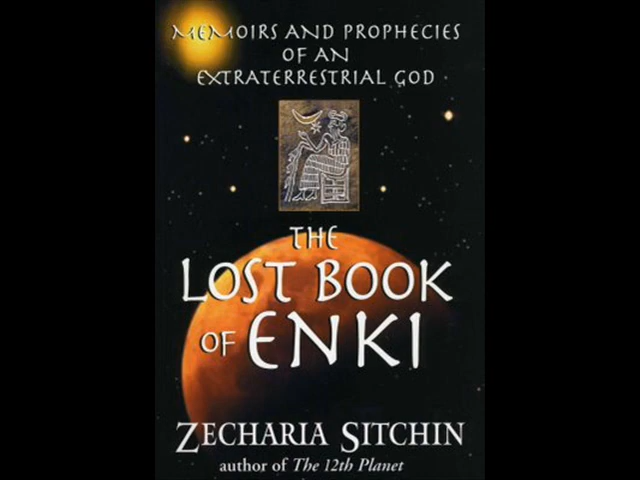 MEMOIRS AND PROPHECIES
OF AN
EXTRATERRESTRIAL GOD
THE
LOST BOOK
OF ENKI
ZECHARIA SITCHIN
author of The 12th Planet